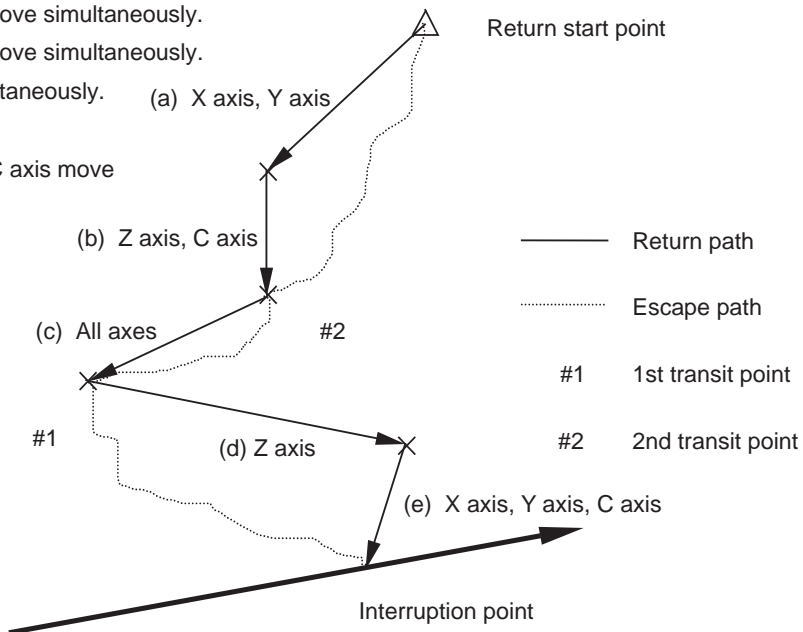 ove simultaneously.
ove simultaneously.
taneously.
C axis move
Return start point
(a) X axis, Y axis
(b) Z axis, C axis
Return path
Escape path
(c) All axes
#2
#1 1st transit point
#1
(d) Z axis
#2 2nd transit point
(e) X axis, Y axis, C axis
Interruption point